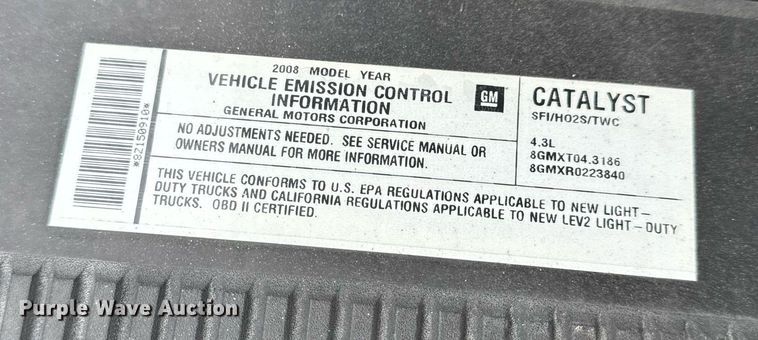 *82150910*
2008 MODEL YEAR
VEHICLE EMISSION CONTROL
INFORMATION
GENERAL MOTORS CORPORATION
GM
NO ADJUSTMENTS NEEDED. SEE SERVICE MANUAL OR
OWNERS MANUAL FOR MORE INFORMATION.
CATALYST
SFI/HO2S/TWC
4.3L
8GMXT04.3186
8GMXR0223840
THIS VEHICLE CONFORMS TO U.S. EPA REGULATIONS APPLICABLE TO NEW LIGHT-
DUTY TRUCKS AND CALIFORNIA REGULATIONS APPLICABLE TO NEW LEV2 LIGHT-DUTY
TRUCKS. OBD II CERTIFIED.
Purple Wave Auction